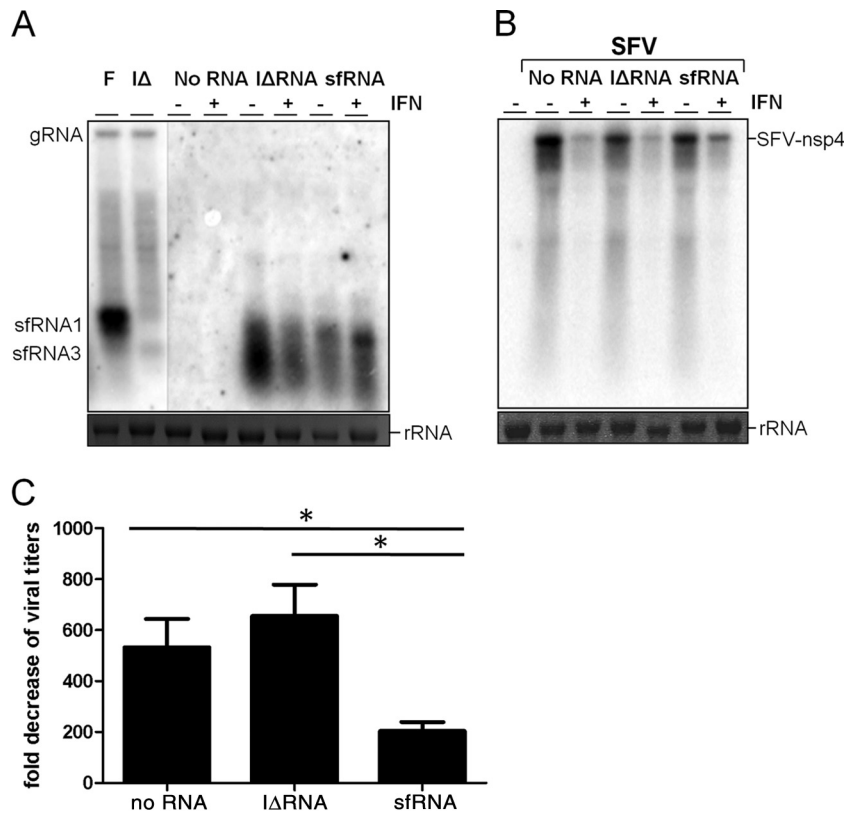 A
F IΔ No RNA IΔRNA sfRNA
- + - + - + IFN
gRNA
sfRNA1
sfRNA3
rRNA
B
SFV
No RNA IΔRNA sfRNA
- - + - + - + IFN
SFV-nsp4
rRNA
C
fold decrease of viral titers
1000
800
600
400
200
0
*
*
no RNA IΔRNA sfRNA